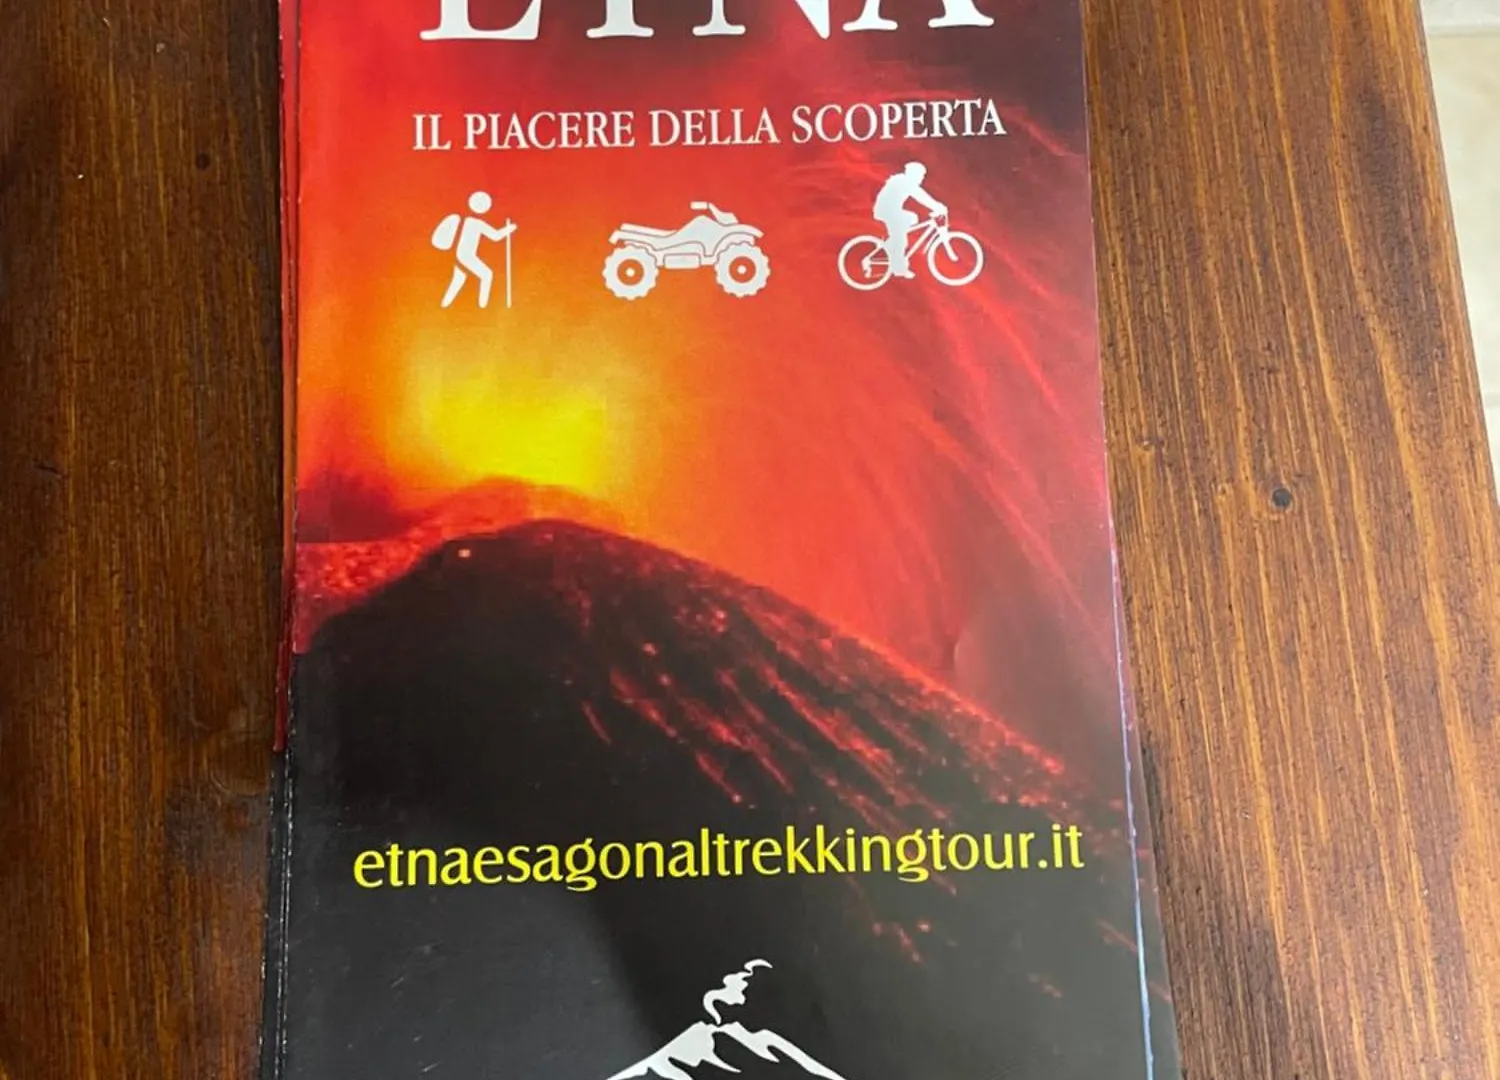 ETNA
IL PIACERE DELLA SCOPERTA
etnaesagonaltrekkingtour.it